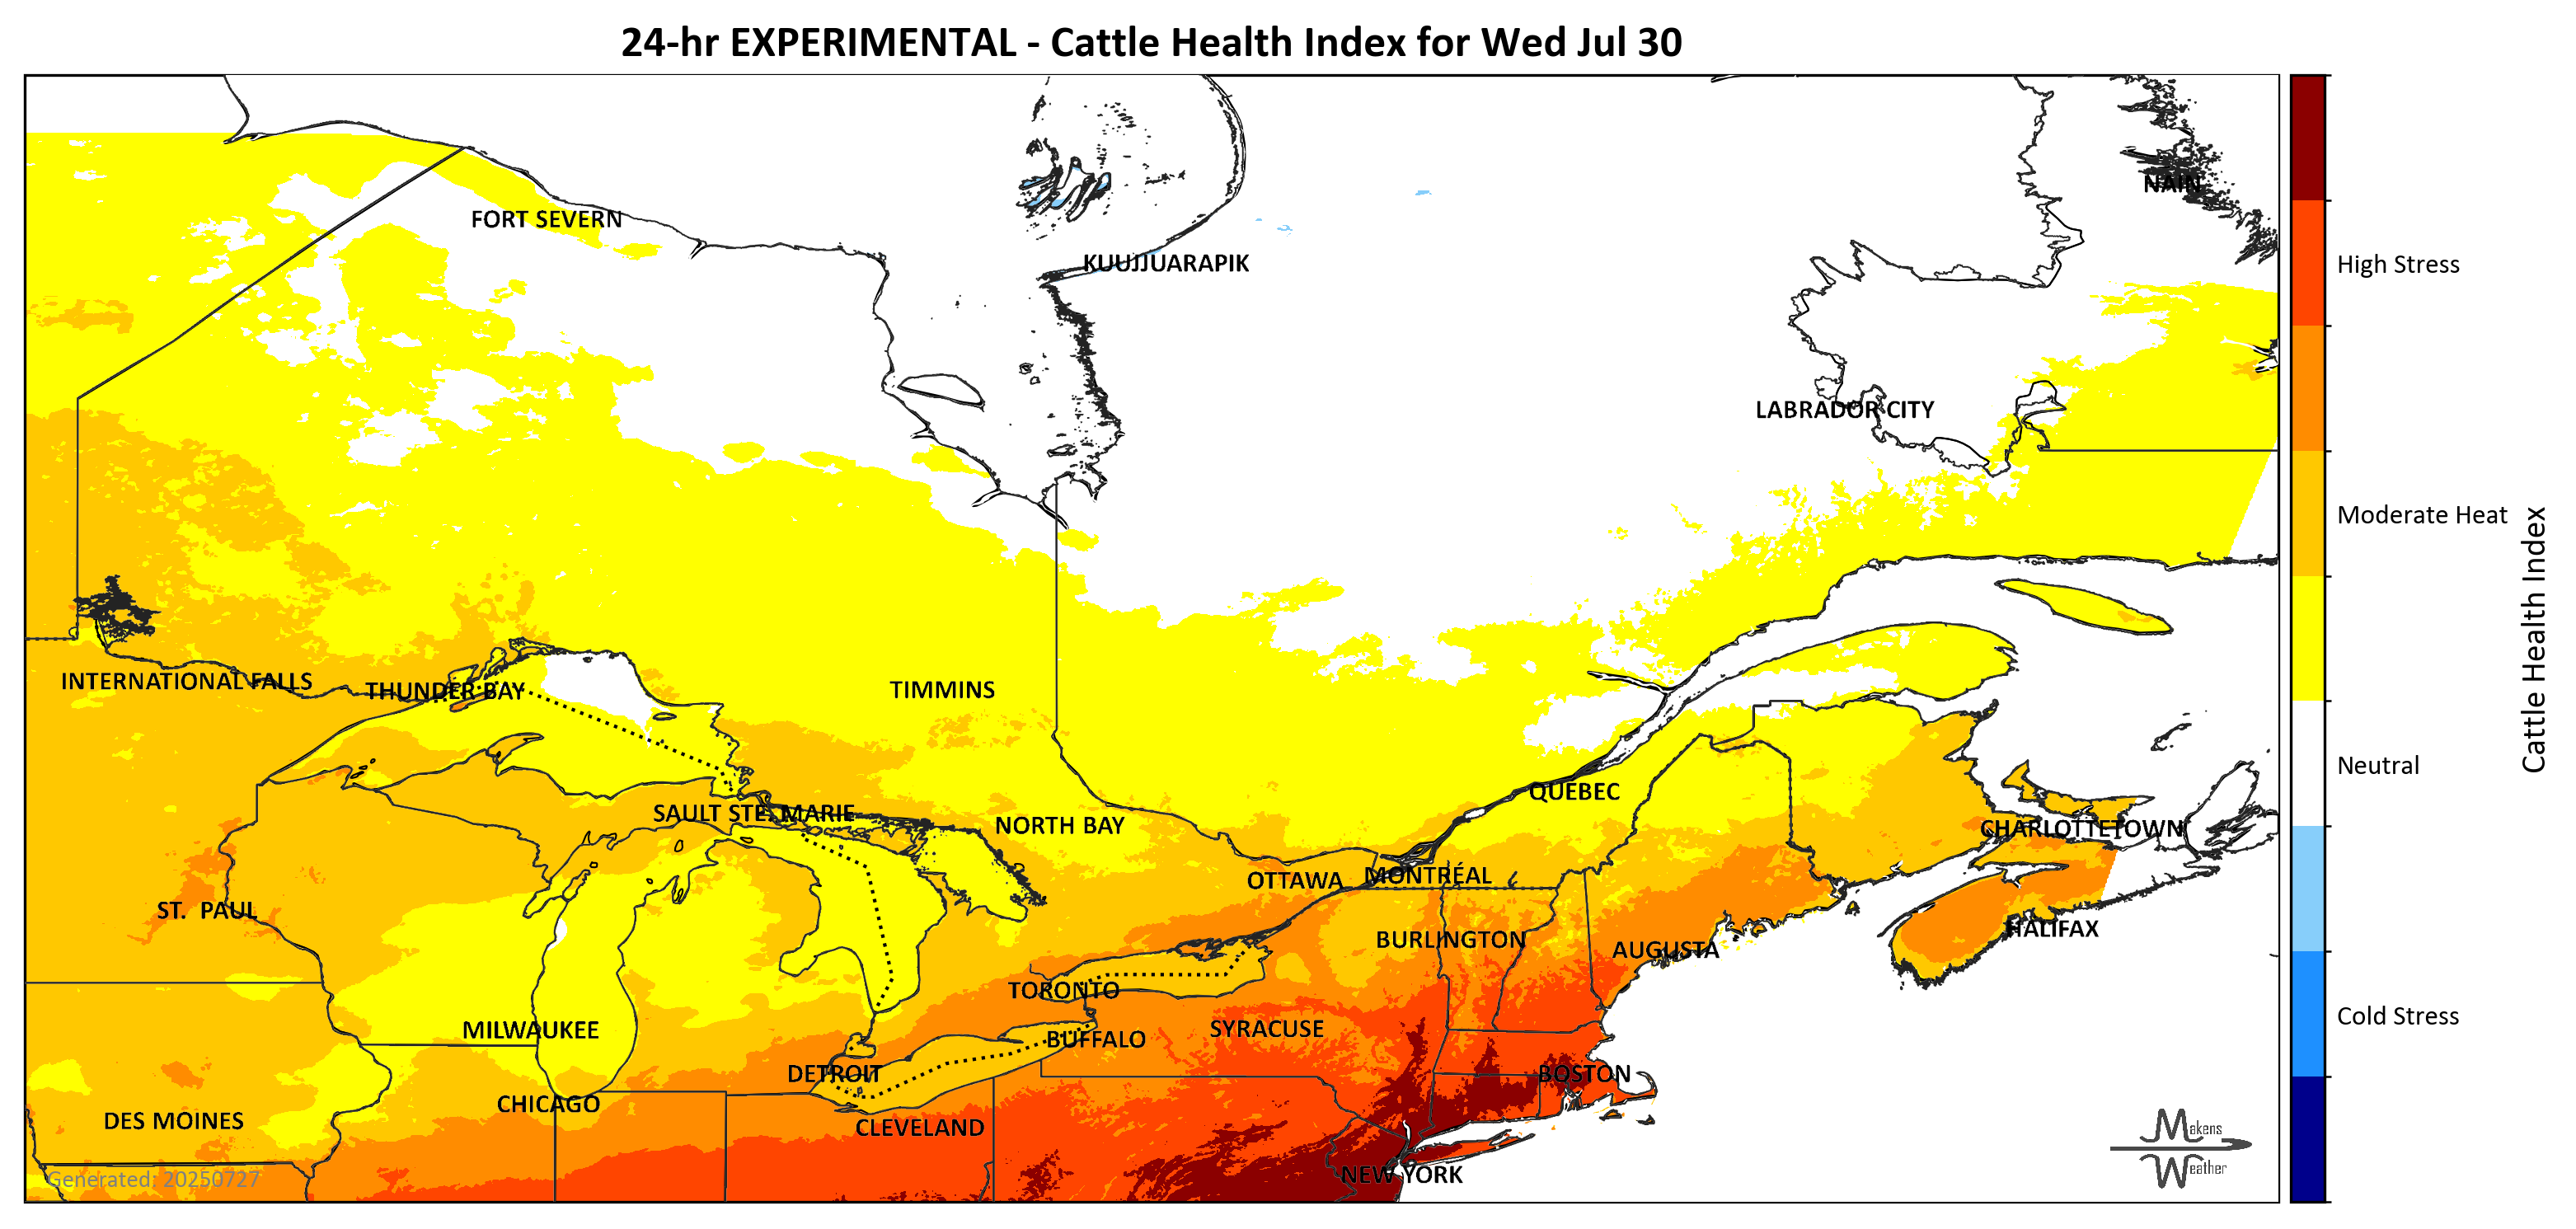 24-hr EXPERIMENTAL - Cattle Health Index for Wed Jul 30
NAIN
FORT SEVERN
KUUJJUARAPIK
High Stress
LABRADOR CITY
Moderate Heat
INTERNATIONAL FALLS
THUNDER BAY
TIMMINS
Cattle Health Index
Neutral
QUEBEC
SAULT STE. MARIE
NORTH BAY
CHARLOTTETOWN
OTTAWA
MONTRÉAL
ST. PAUL
HALIFAX
BURLINGTON
AUGUSTA
TORONTO
Cold Stress
MILWAUKEE
SYRACUSE
BUFFALO
DETROIT
BOSTON
CHICAGO
DES MOINES
CLEVELAND
Makens
Weather
NEW YORK
Generated: 20250727